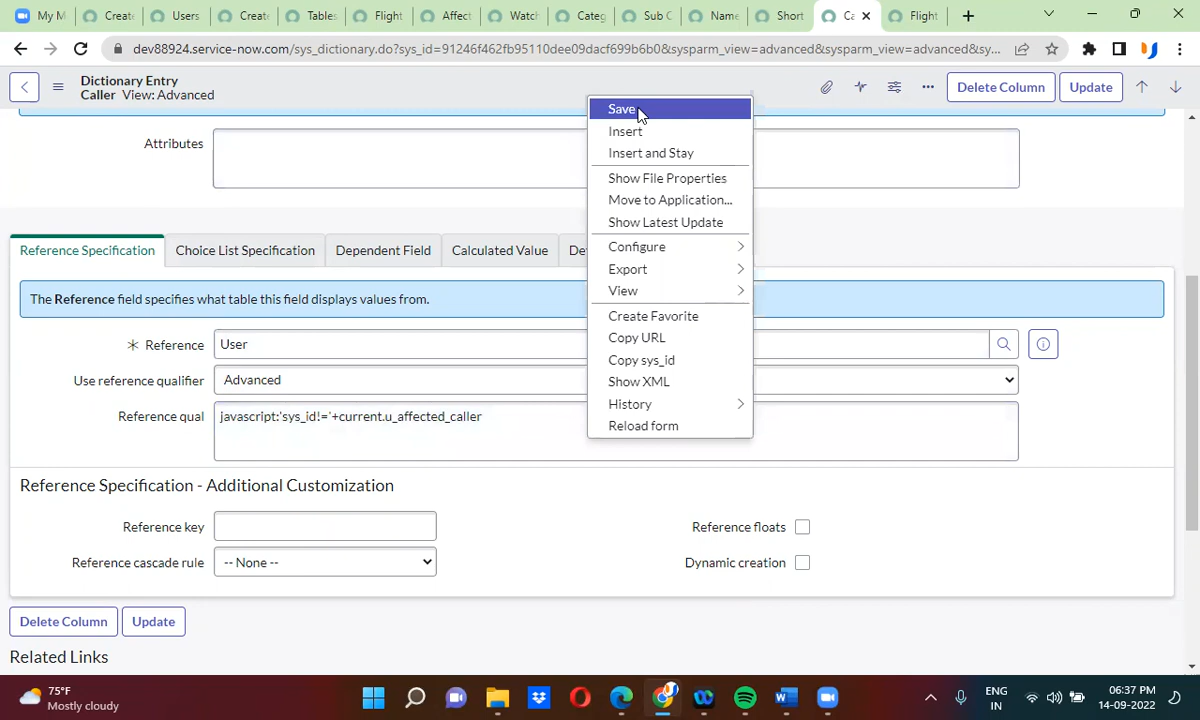 My M
Create
Users
Create
Tables
Flight
Affect
Watch
Categ
Sub C
Name
Short
Ca
Flight
dev88924.service-now.com/sys_dictionary.do?sys_id=91246f4b95110dee09dacf699b6b0&sysparm_view=advanced&sysparm_view=advanced&sy...
Dictionary Entry
Caller View: Advanced
Delete Column
Update
Attributes
Save
Insert
Insert and Stay
Show File Properties
Move to Application...
Show Latest Update
Configure
Export
View
Create Favorite
Copy URL
Copy sys_id
Show XML
History
Reload form
Reference Specification
Choice List Specification
Dependent Field
Calculated Value
De
The Reference field specifies what table this field displays values from.
Reference
User
Use reference qualifier
Advanced
Reference qual
javascript:'sys_id!='+current.u_affected_caller
Reference Specification - Additional Customization
Reference key
Reference floats
Reference cascade rule
-- None --
Dynamic creation
Delete Column
Update
Related Links
75°F
Mostly cloudy
ENG
IN
06:37 PM
14-09-2022